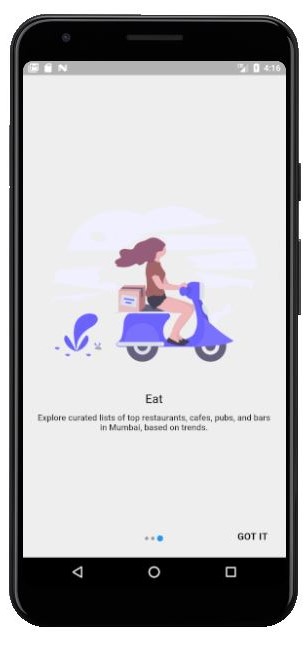 4:16
Eat
Explore curated lists of top restaurants, cafes, pubs, and bars
in Mumbai, based on trends.
GOT IT